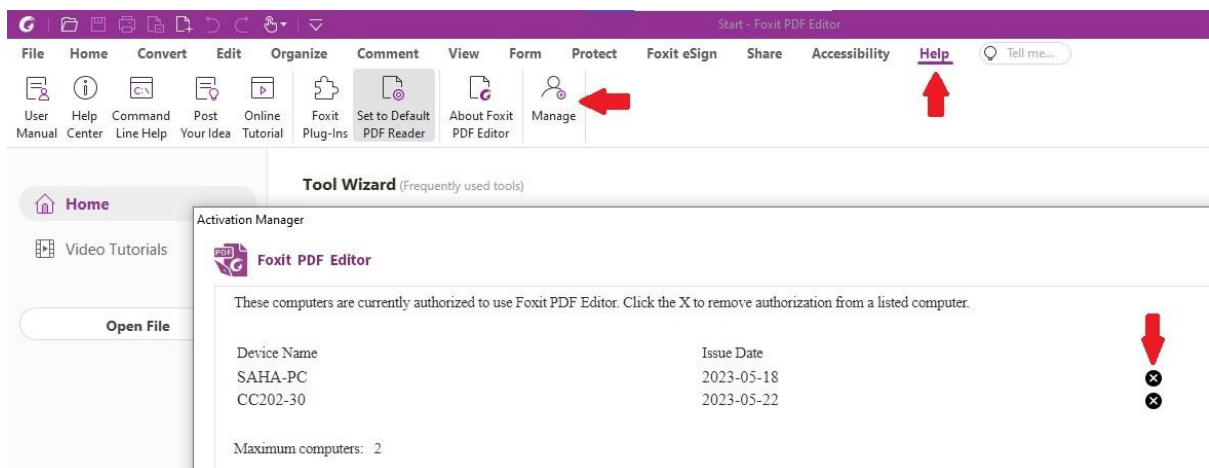 Start - Foxit PDF Editor
File Home Convert Edit Organize Comment View Form Protect Foxit eSign Share Accessibility Help Tell me...
User Manual
Help Center
C:\
Command Line Help
Post Your Idea
Online Tutorial
Foxit Plug-Ins
Set to Default PDF Reader
About Foxit PDF Editor
Manage
Tool Wizard (Frequently used tools)
Home
Video Tutorials
Open File
Activation Manager
PDF
Foxit PDF Editor
These computers are currently authorized to use Foxit PDF Editor. Click the X to remove authorization from a listed computer.
Device Name Issue Date
SAHA-PC 2023-05-18
CC202-30 2023-05-22
Maximum computers: 2